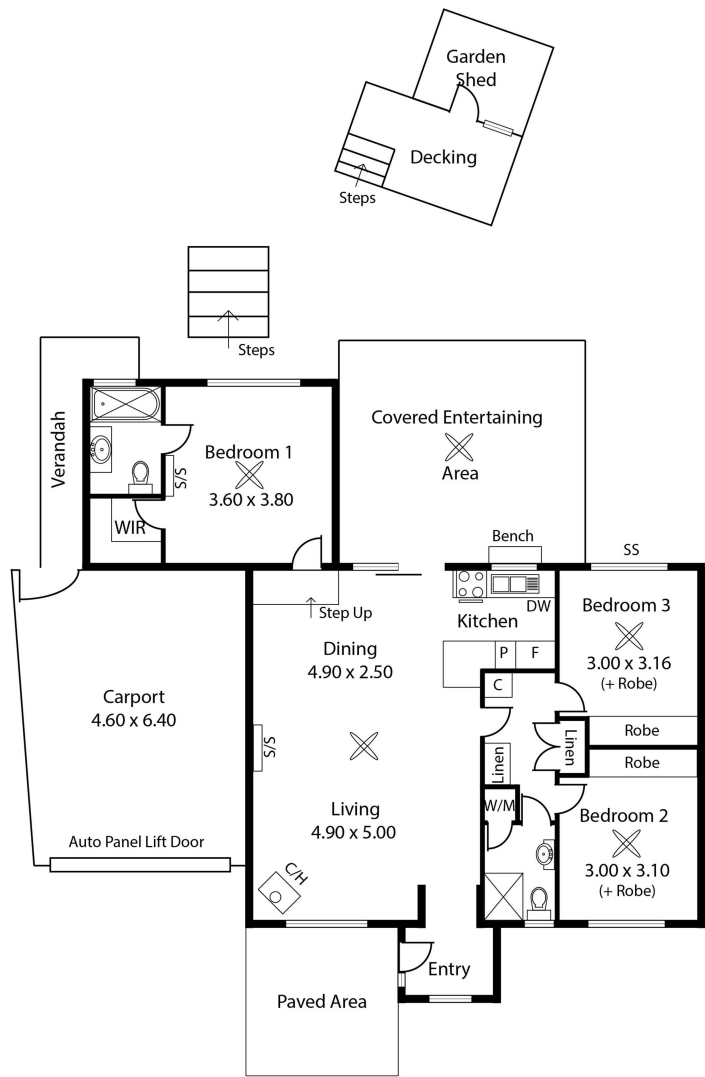 Garden
Shed
Decking
Steps
Steps
Verandah
Bedroom 1
3.60 x 3.80
S/S
WIR
Covered Entertaining
Area
Bench
SS
DW
Kitchen
P
F
C
Bedroom 3
3.00 x 3.16
(+ Robe)
Robe
Step Up
Dining
4.90 x 2.50
Carport
4.60 x 6.40
S/S
Linen
Linen
Robe
W/M
Living
4.90 x 5.00
Bedroom 2
3.00 x 3.10
(+ Robe)
Auto Panel Lift Door
C/H
Entry
Paved Area